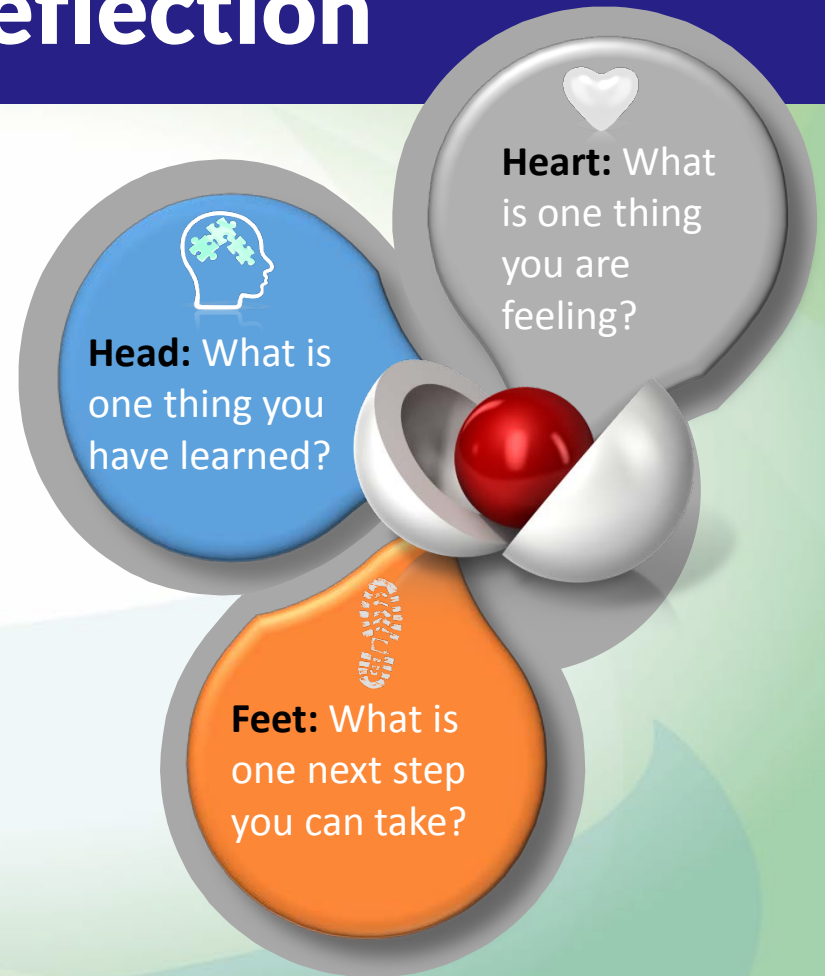 eflection
Heart: What
is one thing
you are
feeling?
Head: What is
one thing you
have learned?
Feet: What is
one next step
you can take?